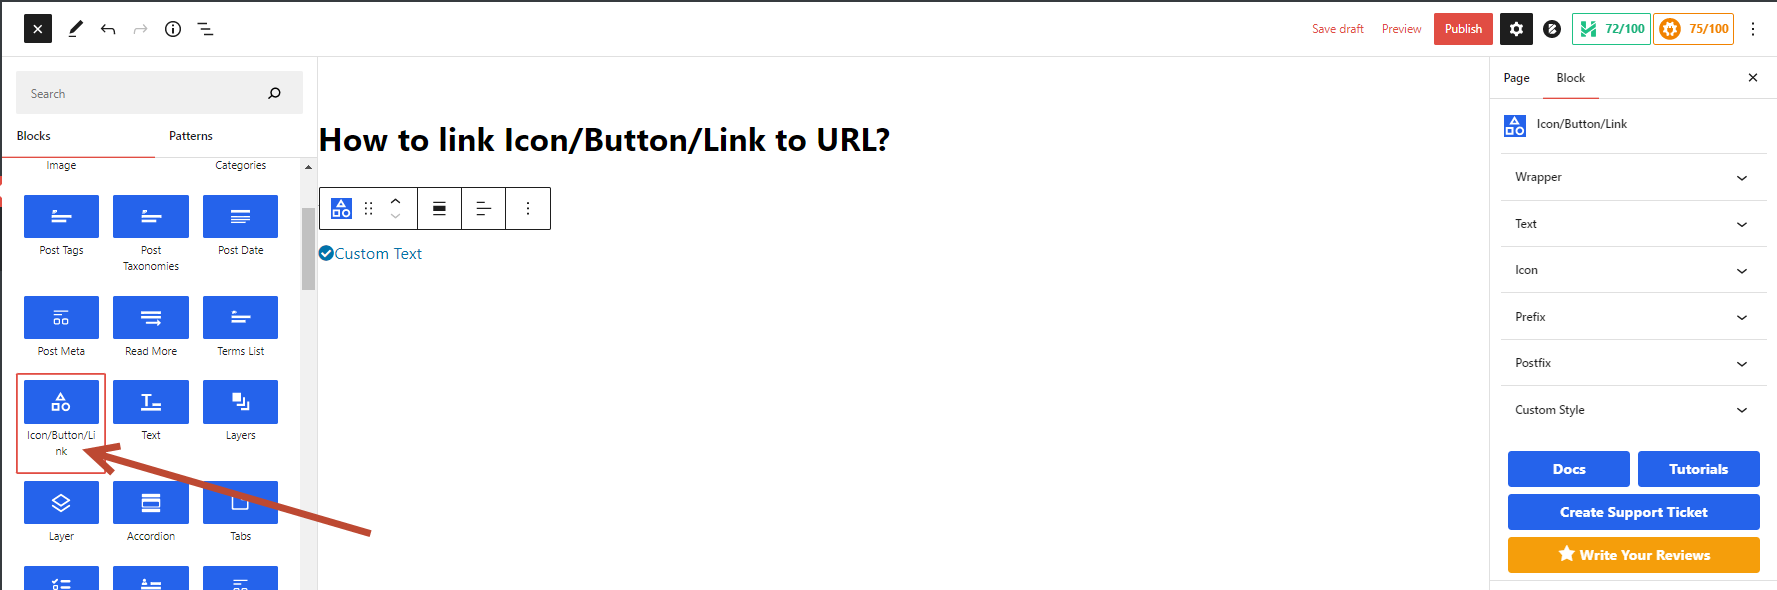 Save draft
Preview
Publish
72/100
75/100
Search
Blocks
Patterns
Image
Categories
Post Tags
Post
Taxonomies
Post Date
Post Meta
Read More
Terms List
Icon/Button/Li
nk
Text
Layers
Layer
Accordion
Tabs
How to link Icon/Button/Link to URL?
Custom Text
Page
Block
Icon/Button/Link
Wrapper
Text
Icon
Prefix
Postfix
Custom Style
Docs
Tutorials
Create Support Ticket
Write Your Reviews